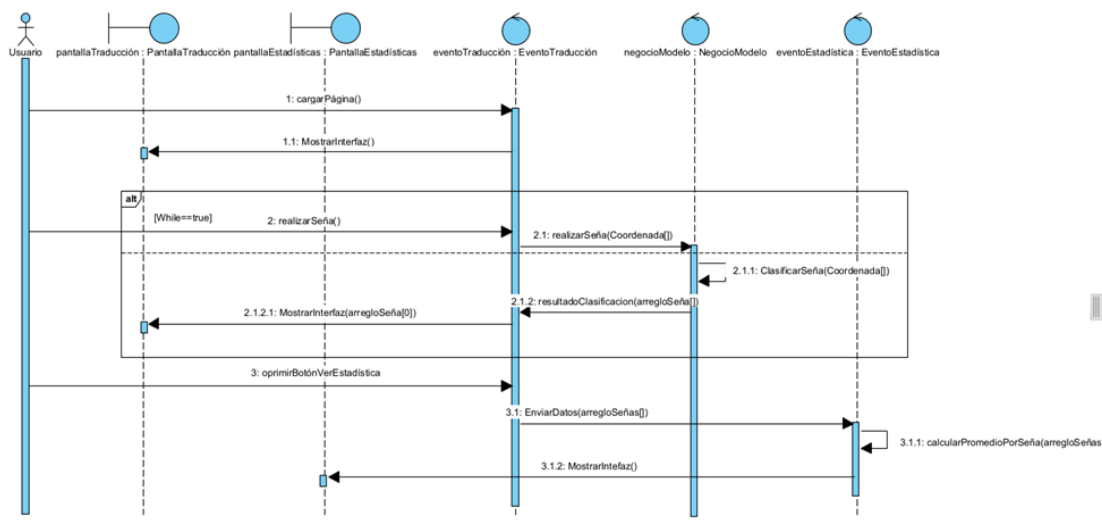 Usuario
pantallaTraducción : PantallaTraducción
pantallaEstadísticas : PantallaEstadísticas
eventoTraducción : EventoTraducción
negocioModelo : NegocioModelo
eventoEstadística : EventoEstadística
1: cargarPágina()
1.1: MostrarInterfaz()
alt
[While==true]
2: realizarSeña()
2.1: realizarSeña(Coordenada[])
2.1.1: ClasificarSeña(Coordenada[])
2.1.2: resultadoClasificacion(arregloSeña[])
2.1.2.1: MostrarInterfaz(arregloSeña[0])
3: oprimirBotónVerEstadística
3.1: EnviarDatos(arregloSeñas[])
3.1.1: calcularPromedioPorSeña(arregloSeñas
3.1.2: MostrarIntefaz()